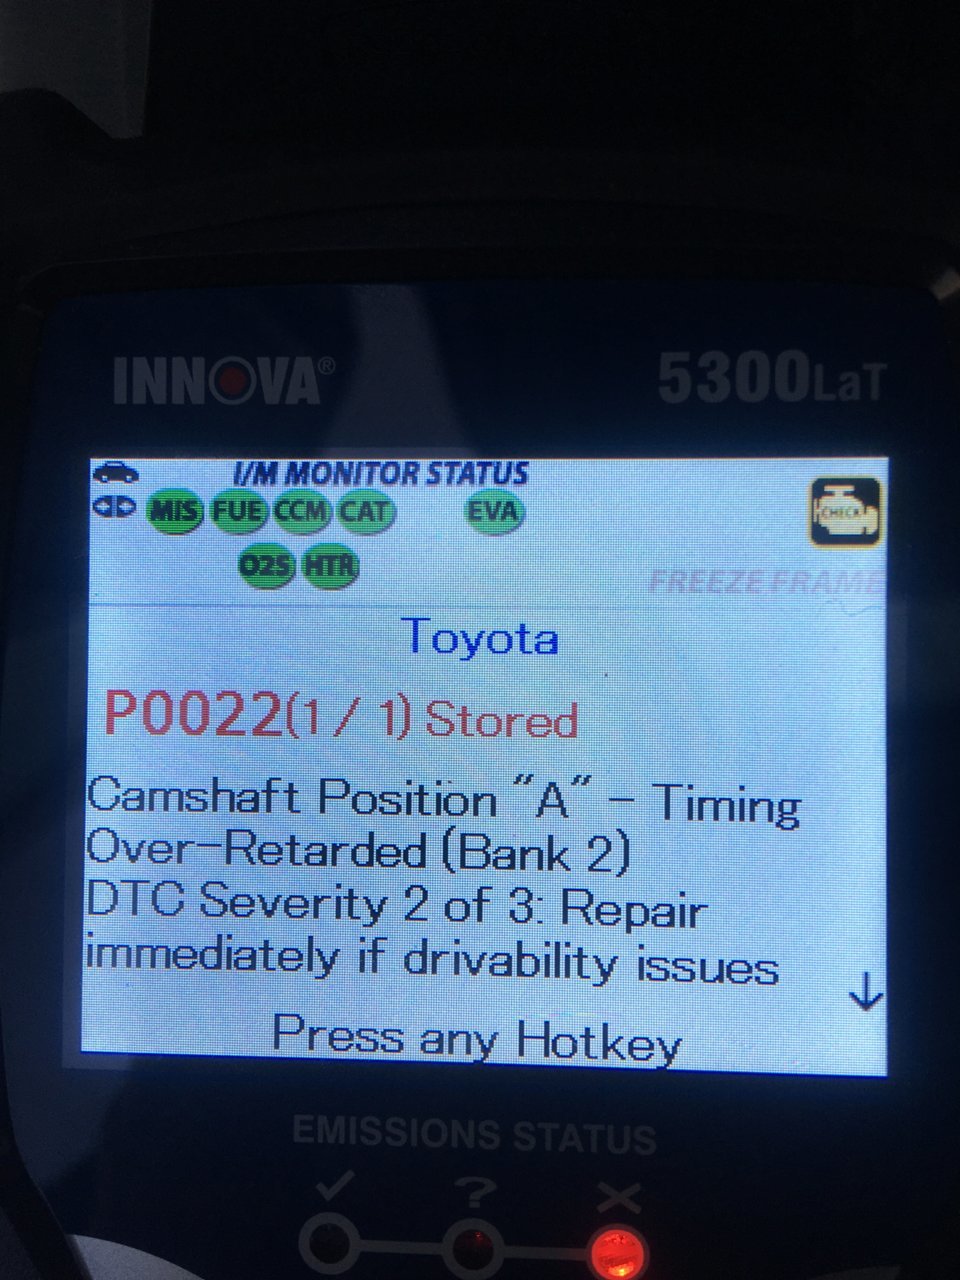 INNOVA® 5300LaT
I/M MONITOR STATUS
MIS FUE CCM CAT EVA
CHECK
O2S HTR
FREEZE FRAME
Toyota
P0022(1 / 1) Stored
Camshaft Position "A" - Timing
Over-Retarded (Bank 2)
DTC Severity 2 of 3: Repair
immediately if drivability issues
↓
Press any Hotkey
EMISSIONS STATUS
✓ ? ✕